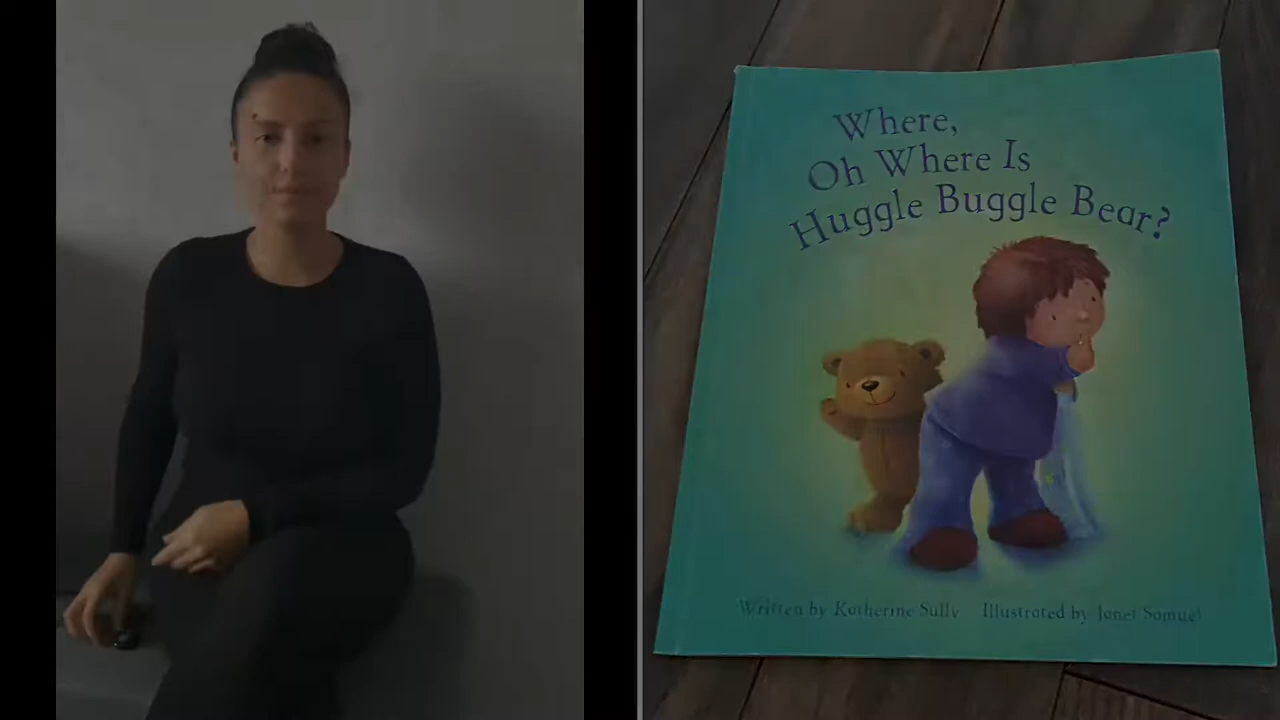 Where,
Oh Where Is
Huggle Buggle Bear?
Written by Katherine Sully Illustrated by Janet Samuel